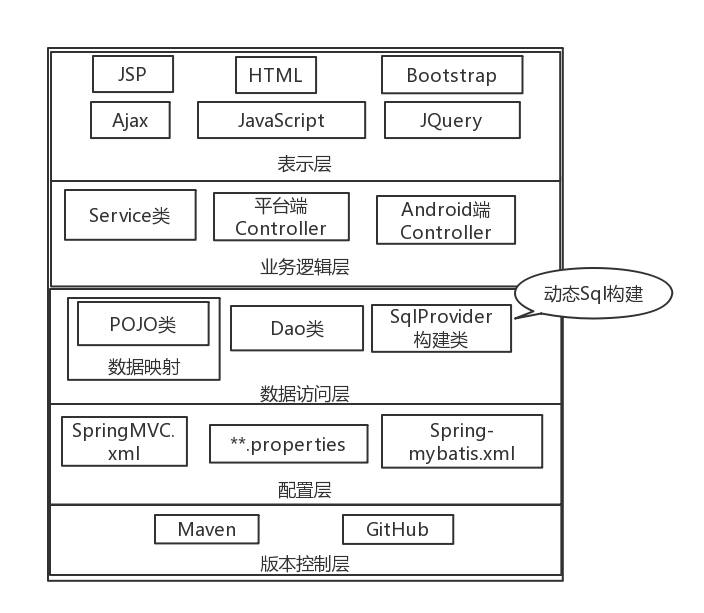 JSP
HTML
Bootstrap
Ajax
JavaScript
JQuery
表示层
Service类
平台端
Controller
Android端
Controller
业务逻辑层
动态Sql构建
POJO类
数据映射
Dao类
SqlProvider
构建类
数据访问层
SpringMVC.
xml
**.properties
Spring-
mybatis.xml
配置层
Maven
GitHub
版本控制层